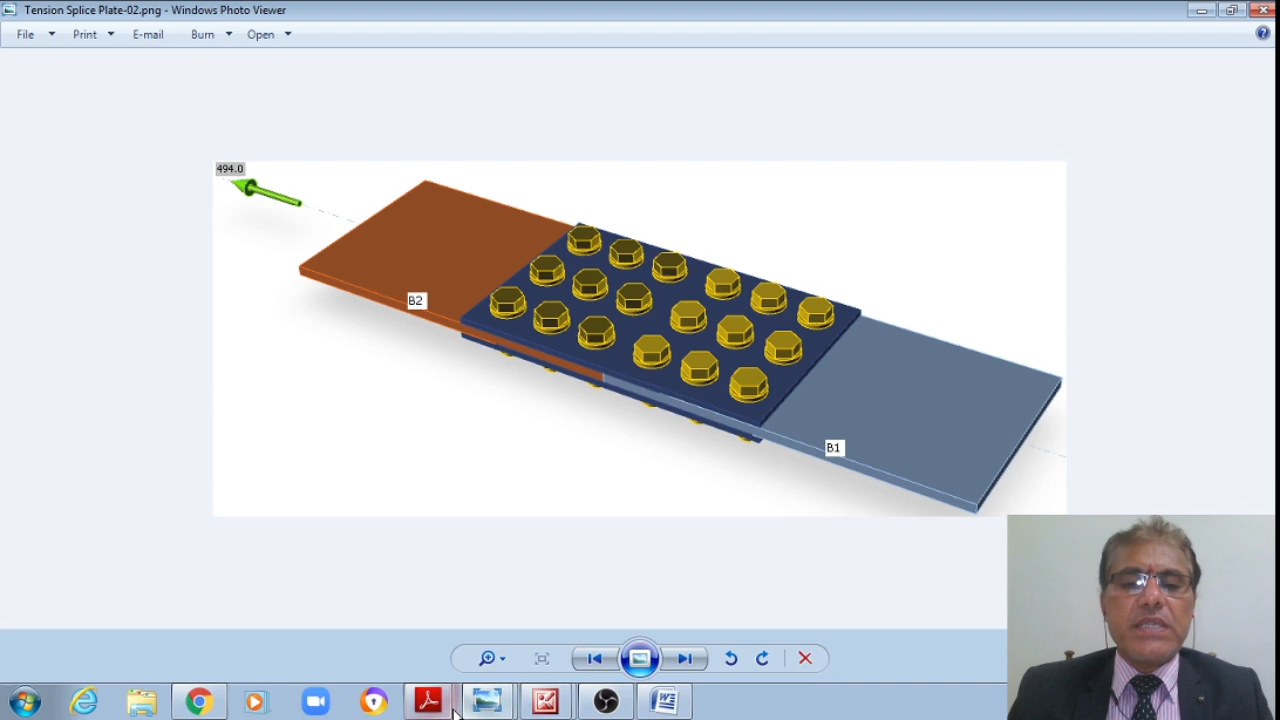 Tension Splice Plate-02.png - Windows Photo Viewer
File Print E-mail Burn Open
494.0
B2
B1